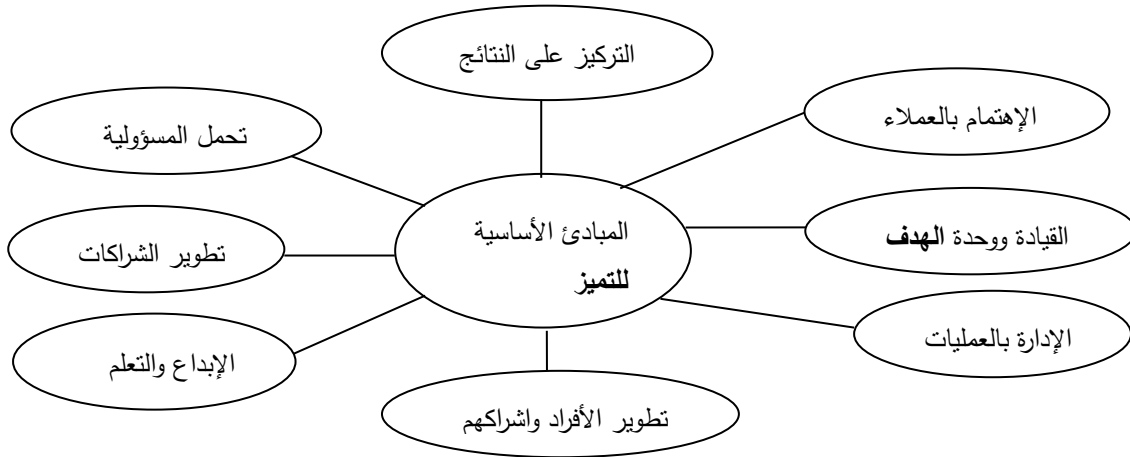 التركيز على النتائج
الإهتمام بالعملاء
تحمل المسؤولية
المبادئ الأساسية
للتميز
القيادة ووحدة الهدف
تطوير الشراكات
الإدارة بالعمليات
الإبداع والتعلم
تطوير الأفراد واشراكهم